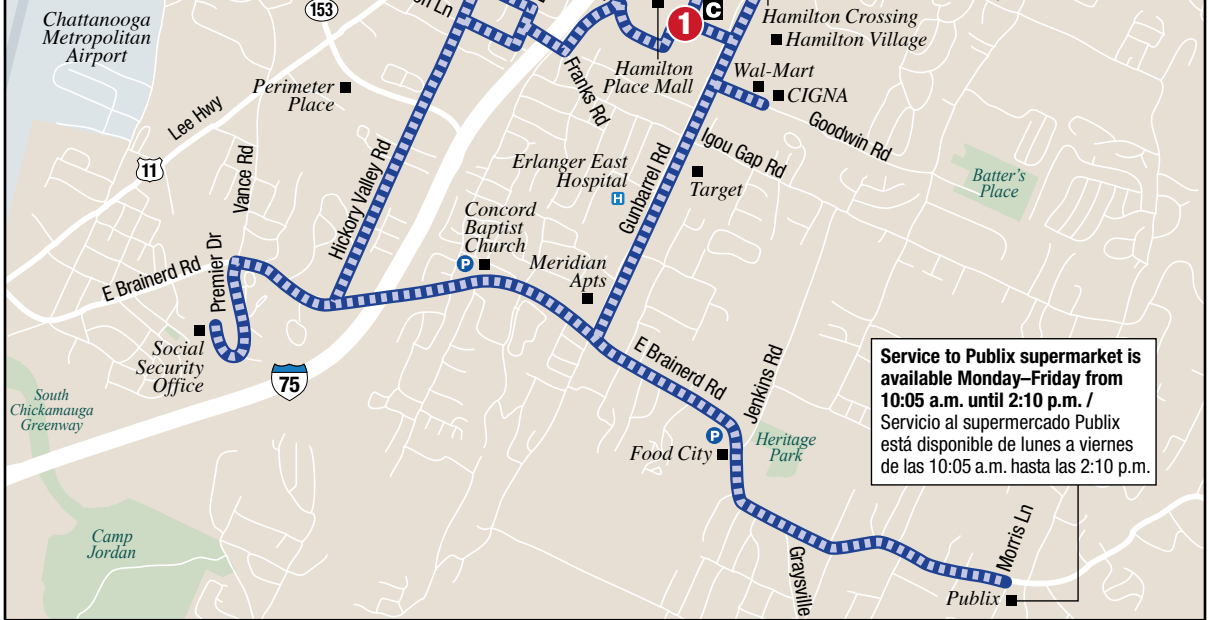 Chattanooga
Metropolitan
Airport
153
Ln
1
C
Hamilton Crossing
Hamilton Village
Hamilton
Place Mall
Wal-Mart
CIGNA
Perimeter
Place
Franks Rd
Lee Hwy
Goodwin Rd
Igou Gap Rd
11
Vance Rd
Hickory Valley Rd
Erlanger East
Hospital
H
Gunbarrel Rd
Target
Batter's
Place
Concord
Baptist
Church
P
Meridian
Apts
E Brainerd Rd
Premier Dr
Social
Security
Office
75
E Brainerd Rd
Jenkins Rd
Service to Publix supermarket is
available Monday–Friday from
10:05 a.m. until 2:10 p.m. /
Servicio al supermercado Publix
está disponible de lunes a viernes
de las 10:05 a.m. hasta las 2:10 p.m.
South
Chickamauga
Greenway
P
Food City
Heritage
Park
Camp
Jordan
Graysville
Morris Ln
Publix